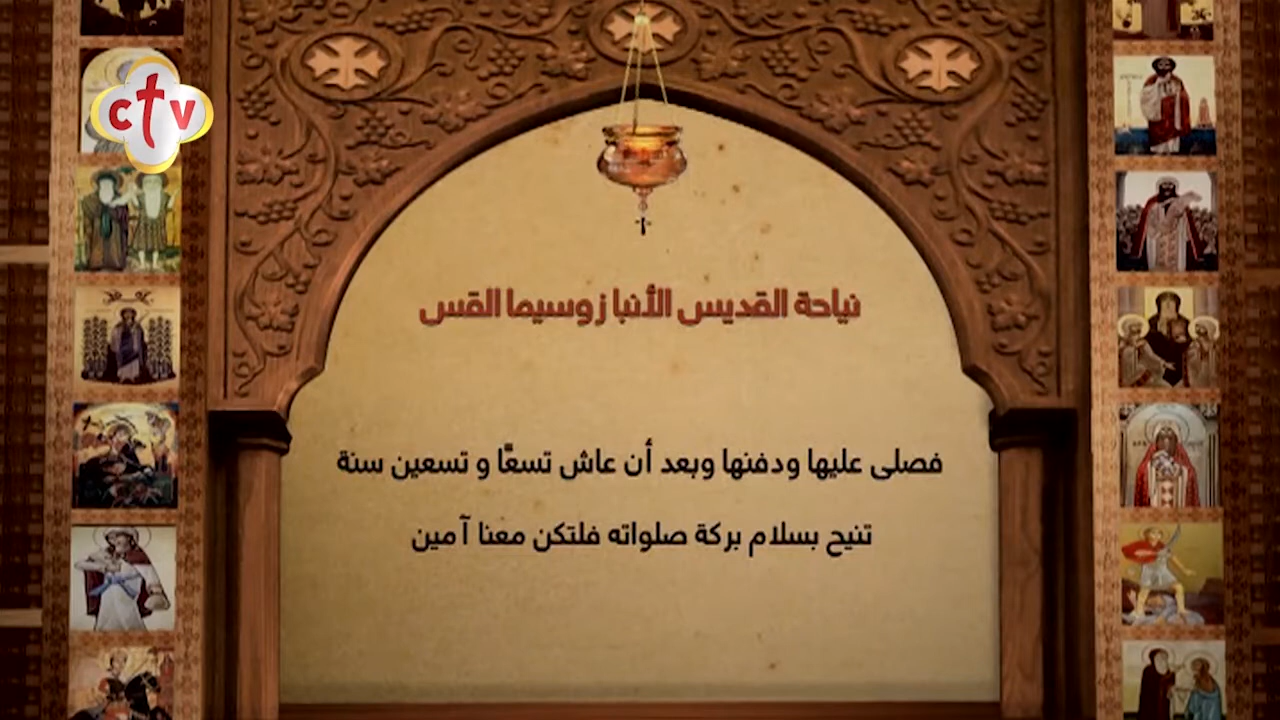 ctv
نياحة القديس الأنبا زوسيما القس
فصلى عليها ودفنها وبعد أن عاش تسعًا و تسعين سنة
تنيح بسلام بركة صلواته فلتكن معنا آمين